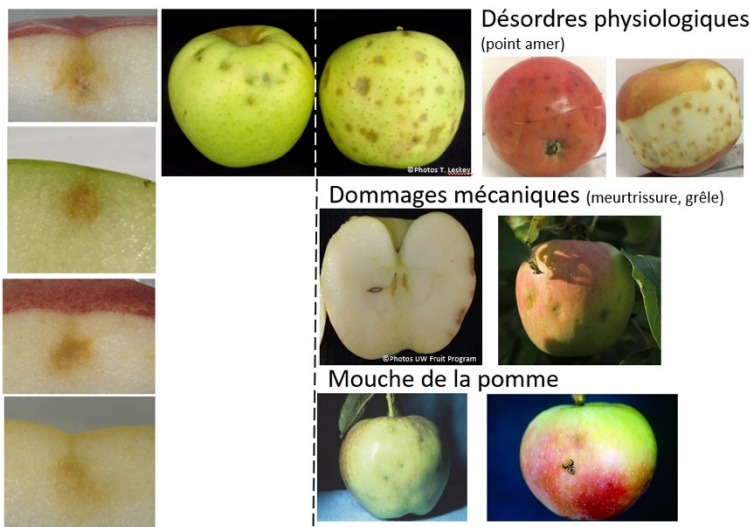 Désordres physiologiques
(point amer)
©Photos T. Leskey
Dommages mécaniques (meurtrissure, grêle)
©Photos UW Fruit Program
Mouche de la pomme